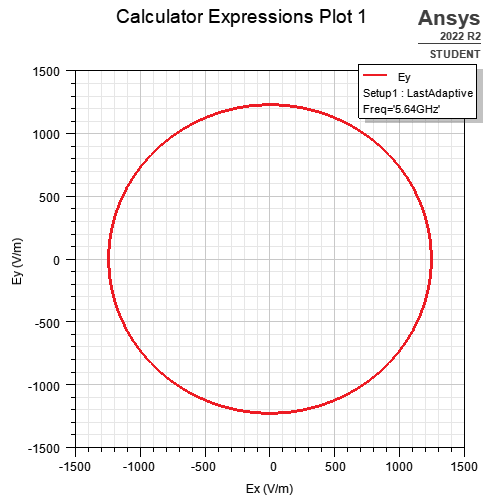 Calculator Expressions Plot 1
Ansys
2022 R2
STUDENT
Ey
Setup1 : LastAdaptive
Freq='5.64GHz'
1500
1000
500
0
-500
-1000
-1500
Ey (V/m)
-1500 -1000 -500 0 500 1000 1500
Ex (V/m)